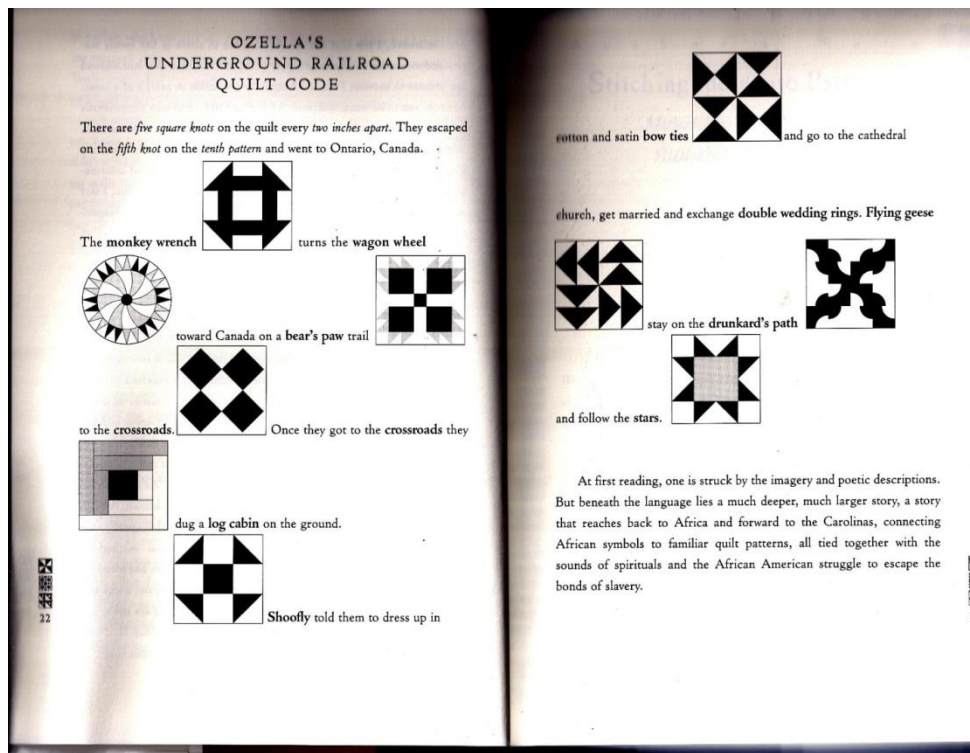 OZELLA'S
UNDERGROUND RAILROAD
QUILT CODE
There are five square knots on the quilt every two inches apart. They escaped
on the fifth knot on the tenth pattern and went to Ontario, Canada.
The monkey wrench turns the wagon wheel
toward Canada on a bear's paw trail
to the crossroads. Once they got to the crossroads they
dug a log cabin on the ground.
Shoofly told them to dress up in
22
cotton and satin bow ties and go to the cathedral
church, get married and exchange double wedding rings. Flying geese
stay on the drunkard's path
and follow the stars.
At first reading, one is struck by the imagery and poetic descriptions.
But beneath the language lies a much deeper, much larger story, a story
that reaches back to Africa and forward to the Carolinas, connecting
African symbols to familiar quilt patterns, all tied together with the
sounds of spirituals and the African American struggle to escape the
bonds of slavery.